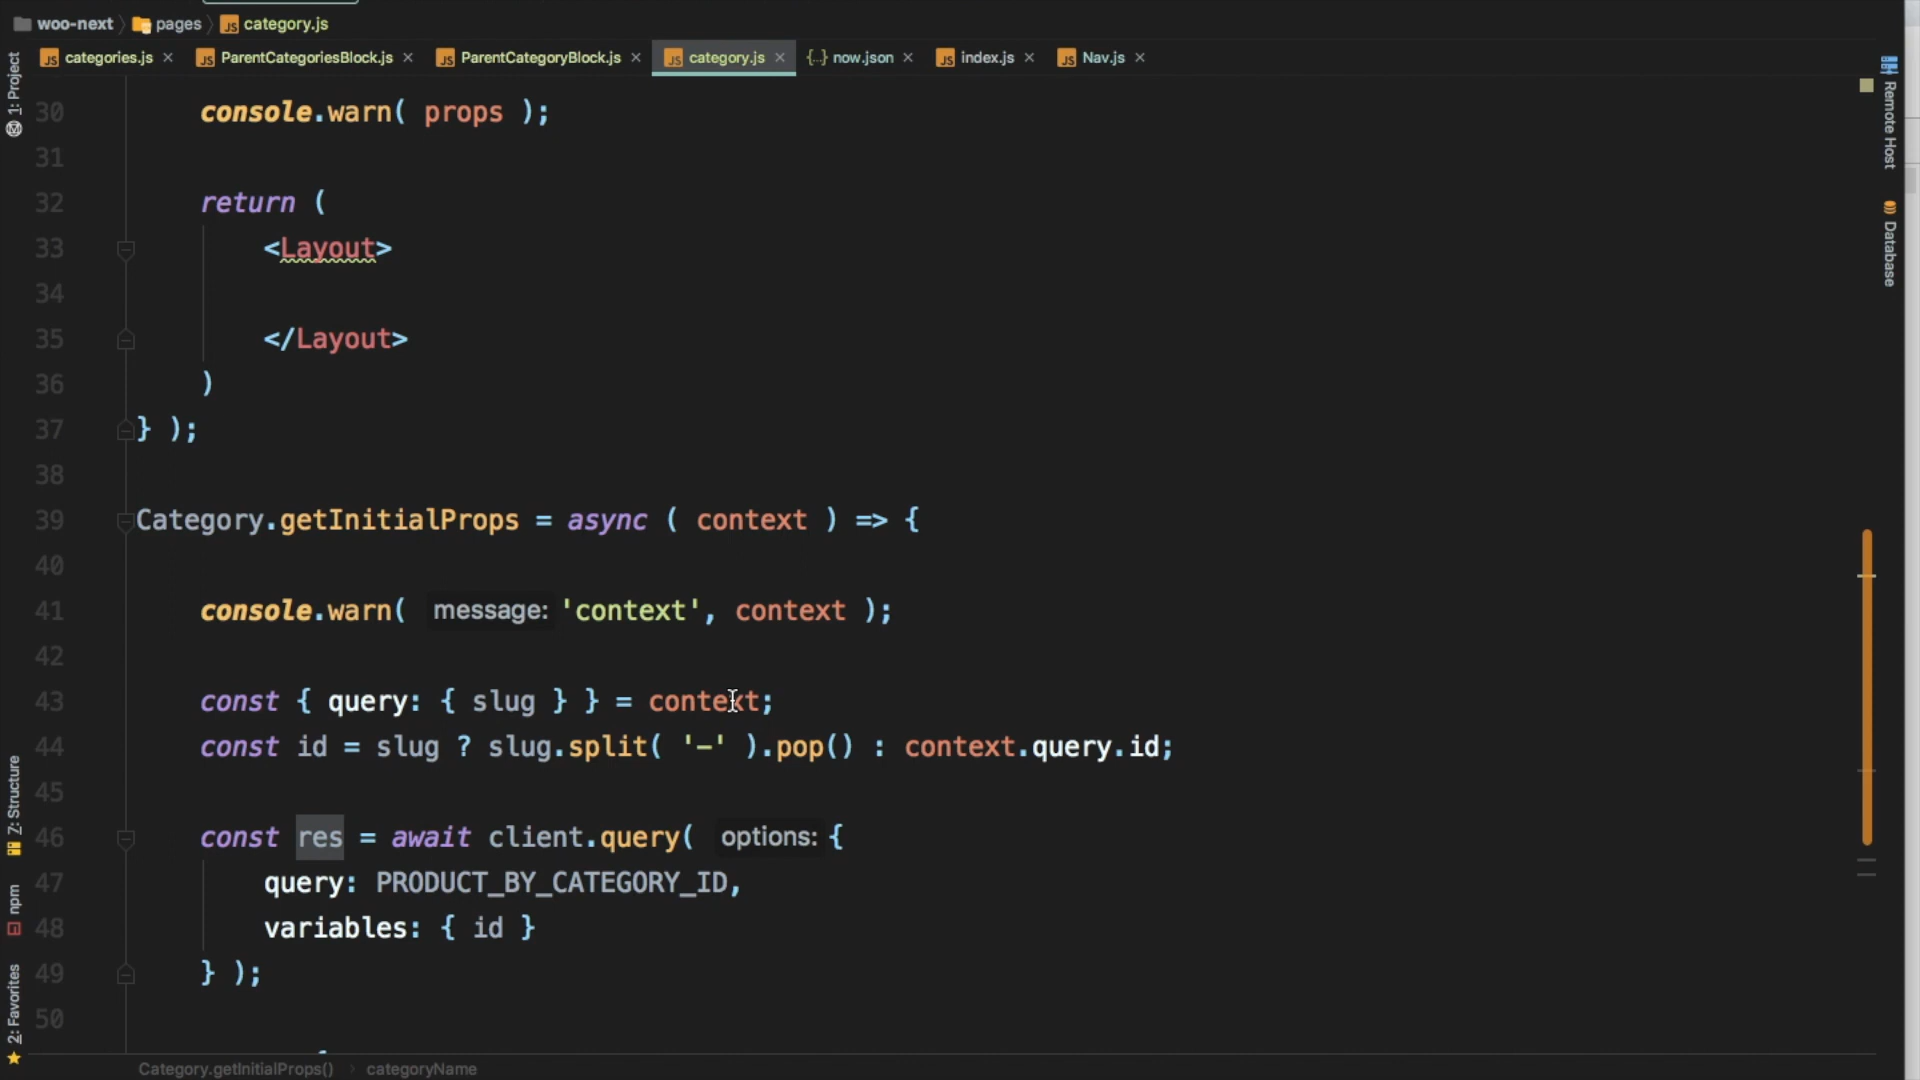 woo-next pages category.js
categories.js ParentCategoriesBlock.js ParentCategoryBlock.js category.js now.json index.js Nav.js
1: Project
Remote Host
Database
30 console.warn( props );
31
32 return (
33 <Layout>
34
35 </Layout>
36 )
37 } );
38
39 Category.getInitialProps = async ( context ) => {
40
41 console.warn( message: 'context', context );
42
43 const { query: { slug } } = context;
44 const id = slug ? slug.split( '-' ).pop() : context.query.id;
45
46 const res = await client.query( options: {
47 query: PRODUCT_BY_CATEGORY_ID,
48 variables: { id }
49 } );
50
Z: Structure
npm
2: Favorites
Category.getInitialProps() categoryName